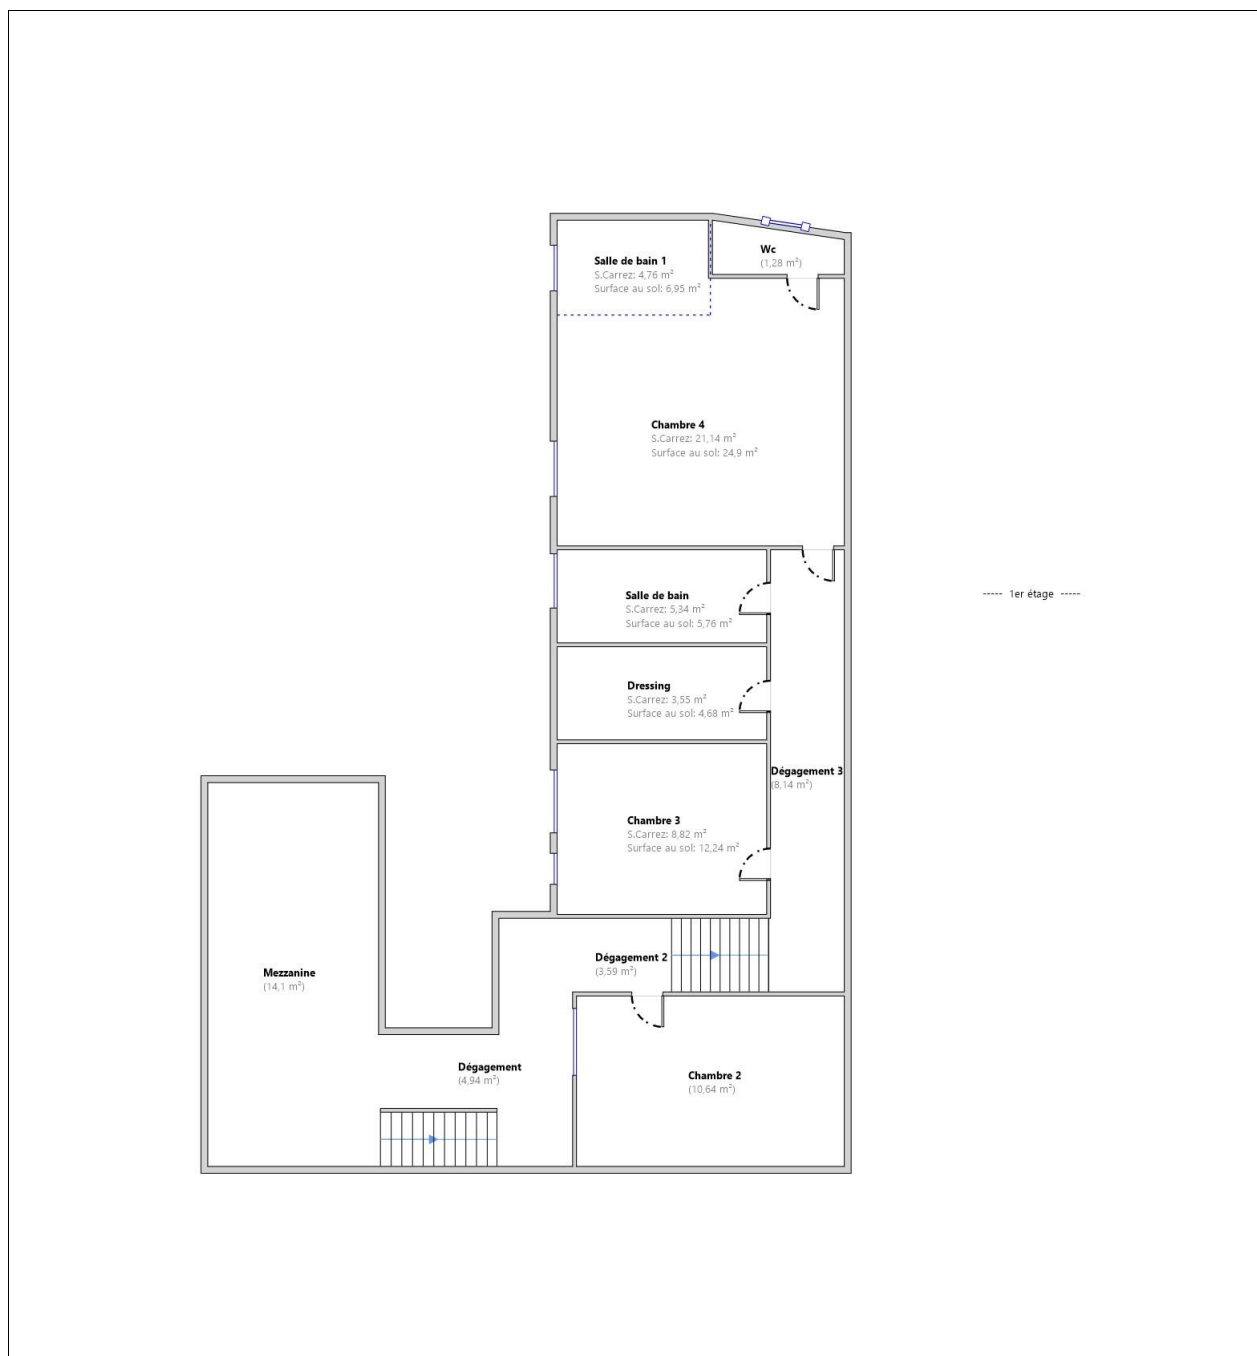 Wc
(1,28 m²)
Salle de bain 1
S.Carrez: 4,76 m²
Surface au sol: 6,95 m²
Chambre 4
S.Carrez: 21,14 m²
Surface au sol: 24,9 m²
Salle de bain
S.Carrez: 5,34 m²
Surface au sol: 5,76 m²
----- 1er étage -----
Dressing
S.Carrez: 3,55 m²
Surface au sol: 4,68 m²
Dégagement 3
(8,14 m²)
Chambre 3
S.Carrez: 8,82 m²
Surface au sol: 12,24 m²
Dégagement 2
(3,59 m²)
Mezzanine
(14,1 m²)
Dégagement
(4,94 m²)
Chambre 2
(10,64 m²)